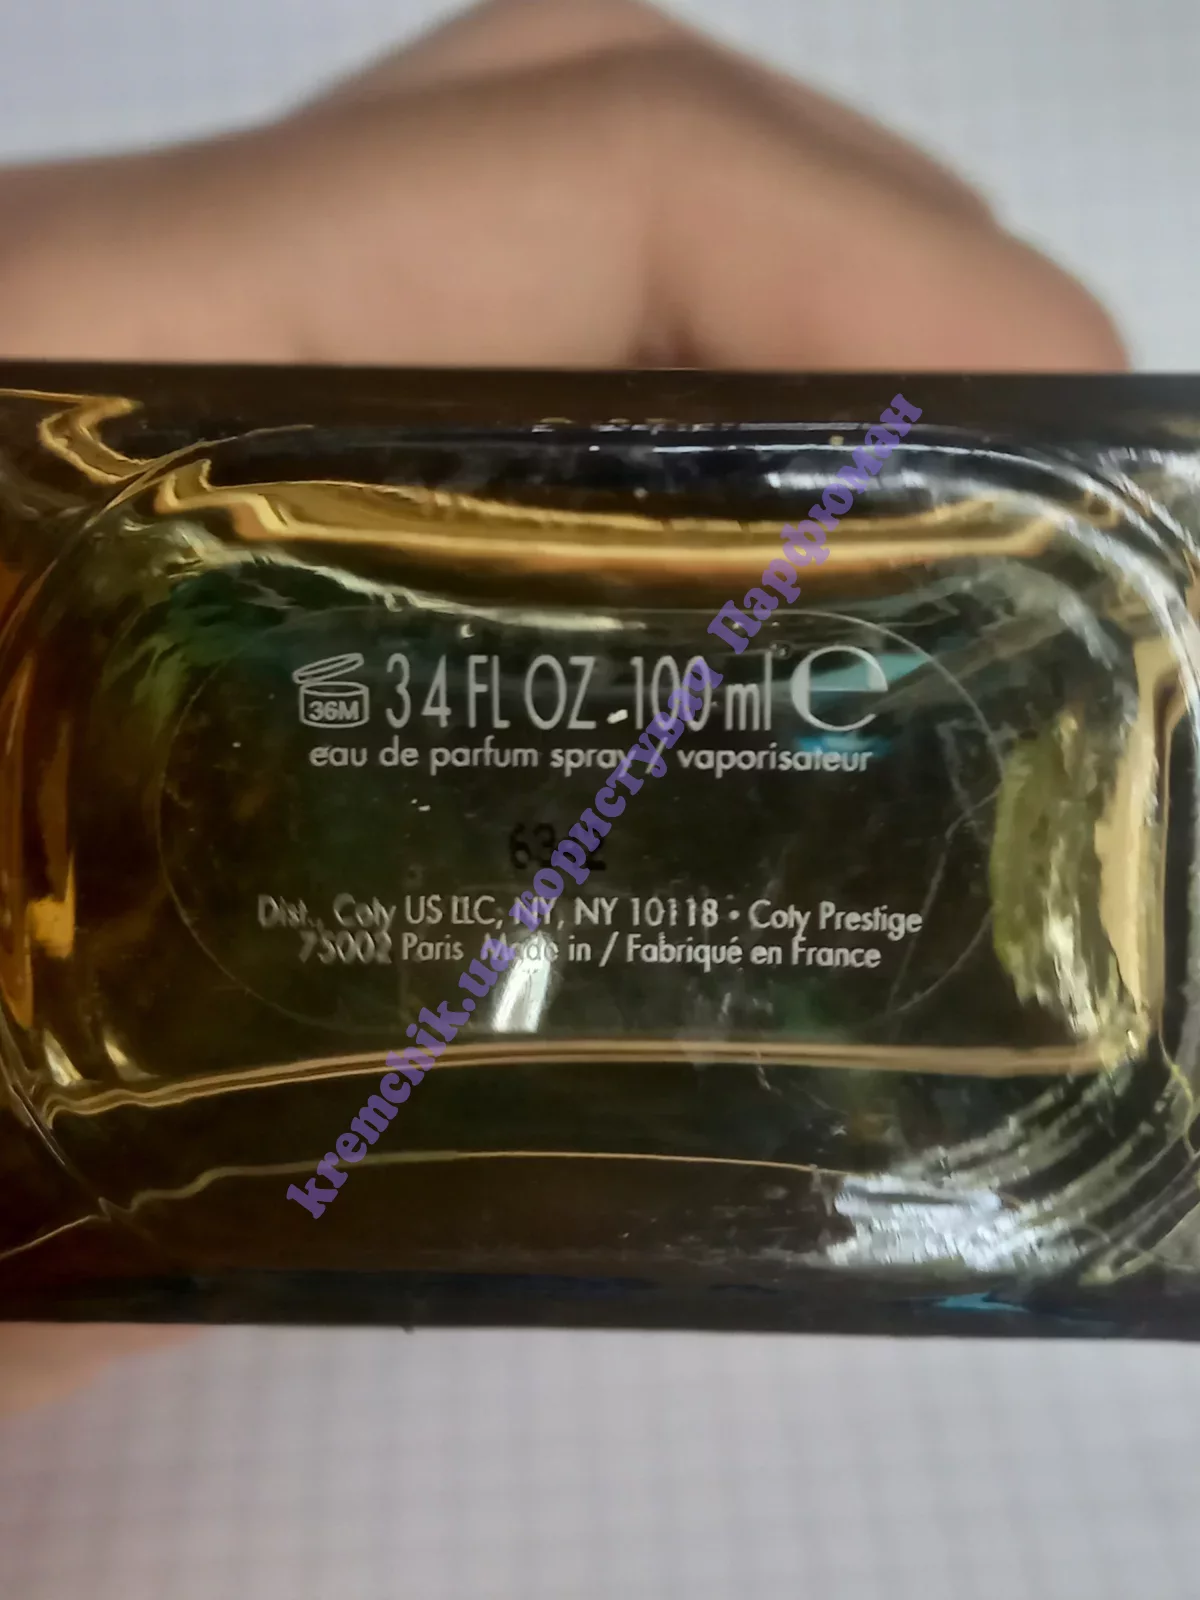 36M 3.4 FL OZ - 100 ml e
eau de parfum spray / vaporisateur
Dist., Coty US LLC, NY, NY 10118 • Coty Prestige
75002 Paris Made in / Fabriqué en France
kremchik.ua користувач Парфюман